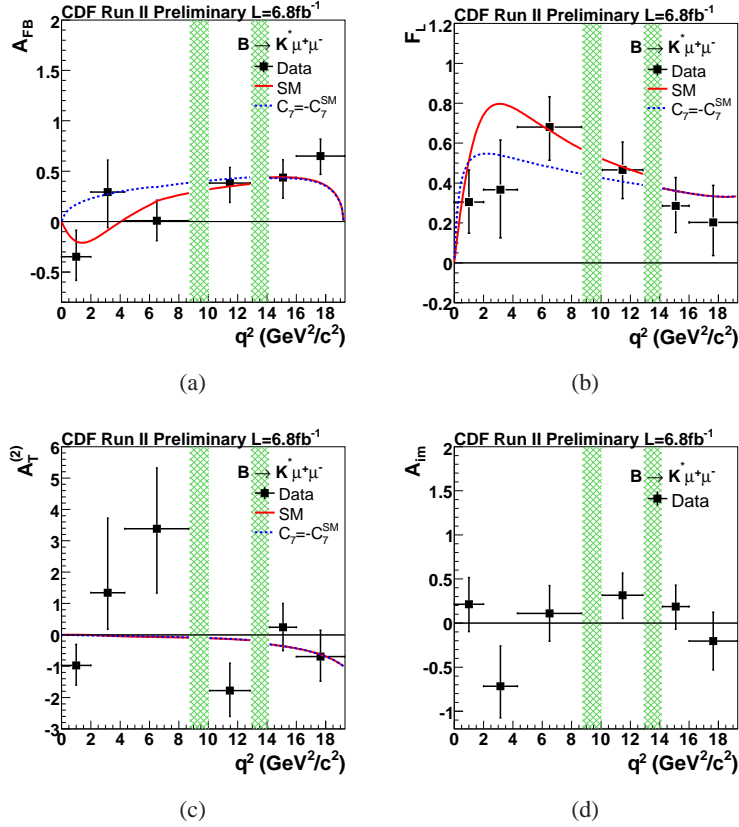 CDF Run II Preliminary L=6.8fb⁻¹
A_FB
B → K*μ⁺μ⁻
Data
SM
C₇=-C₇^SM
2
1.5
1
0.5
0
-0.5
0 2 4 6 8 10 12 14 16 18
q² (GeV²/c²)
(a)
CDF Run II Preliminary L=6.8fb⁻¹
F_L
B → K*μ⁺μ⁻
Data
SM
C₇=-C₇^SM
1.2
1
0.8
0.6
0.4
0.2
0
-0.2
0 2 4 6 8 10 12 14 16 18
q² (GeV²/c²)
(b)
CDF Run II Preliminary L=6.8fb⁻¹
A_T^(2)
B → K*μ⁺μ⁻
Data
SM
C₇=-C₇^SM
6
5
4
3
2
1
0
-1
-2
-3
0 2 4 6 8 10 12 14 16 18
q² (GeV²/c²)
(c)
CDF Run II Preliminary L=6.8fb⁻¹
A_im
B → K*μ⁺μ⁻
Data
2
1.5
1
0.5
0
-0.5
-1
0 2 4 6 8 10 12 14 16 18
q² (GeV²/c²)
(d)